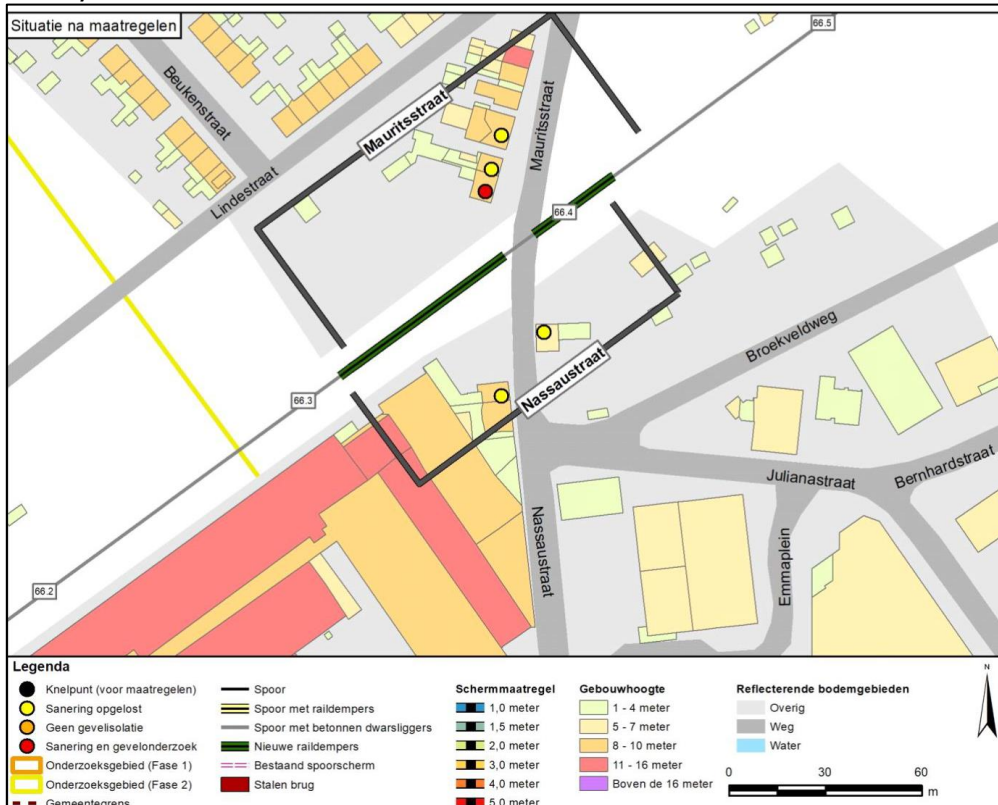 Situatie na maatregelen
66.5
Beukenstraat
Mauritsstraat
Mauritsstraat
Lindestraat
66.4
Broekveldweg
Nassaustraat
66.3
Julianastraat
Bernhardstraat
Nassaustraat
Emmaplein
66.2
Legenda
Knelpunt (voor maatregelen)
Sanering opgelost
Geen gevelisolatie
Sanering en gevelonderzoek
Onderzoeksgebied (Fase 1)
Onderzoeksgebied (Fase 2)
Gemeentegrens
Spoor
Spoor met raildempers
Spoor met betonnen dwarsliggers
Nieuwe raildempers
Bestaand spoorscherm
Stalen brug
Schermmaatregel
1,0 meter
1,5 meter
2,0 meter
3,0 meter
4,0 meter
5,0 meter
Gebouwhoogte
1 - 4 meter
5 - 7 meter
8 - 10 meter
11 - 16 meter
Boven de 16 meter
Reflecterende bodemgebieden
Overig
Weg
Water
N
0 30 60
m